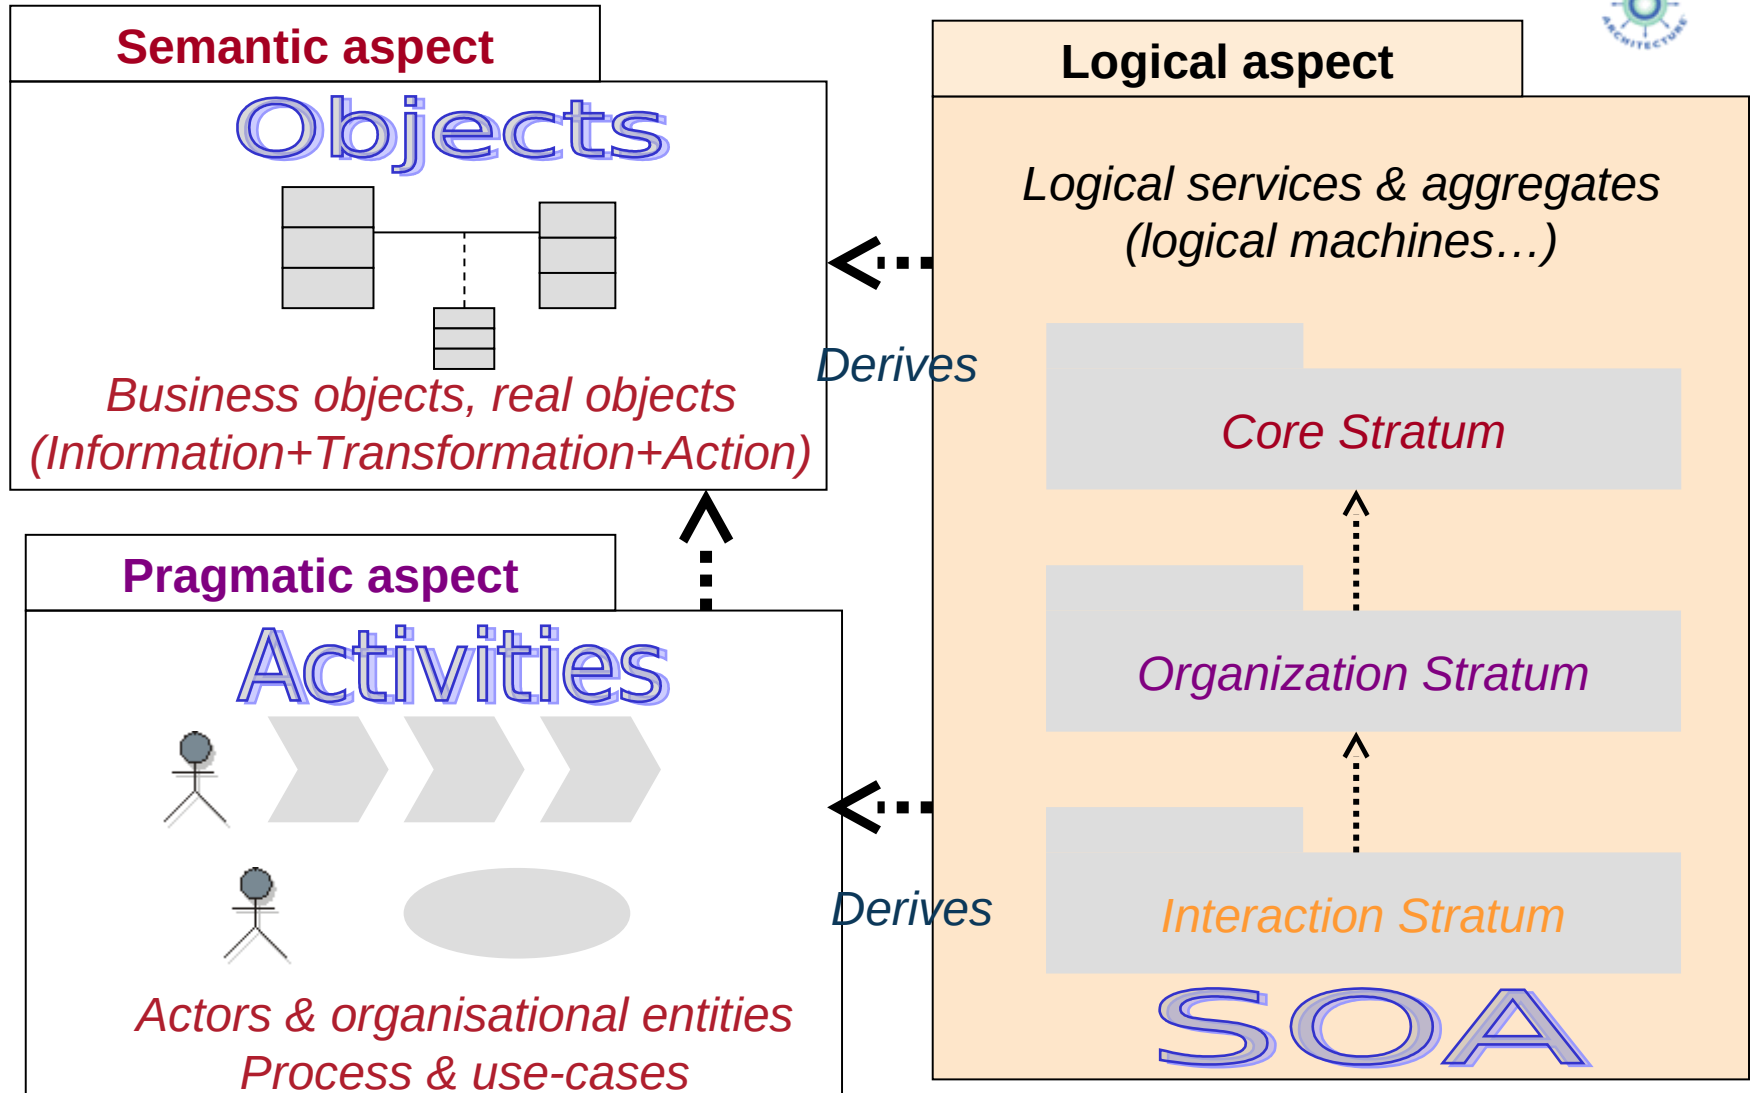 Semantic aspect
Objects
Business objects, real objects
(Information+Transformation+Action)
Pragmatic aspect
Activities
Actors & organisational entities
Process & use-cases
Derives
Derives
ARCHITECTURE
Logical aspect
Logical services & aggregates
(logical machines…)
Core Stratum
Organization Stratum
Interaction Stratum
SOA